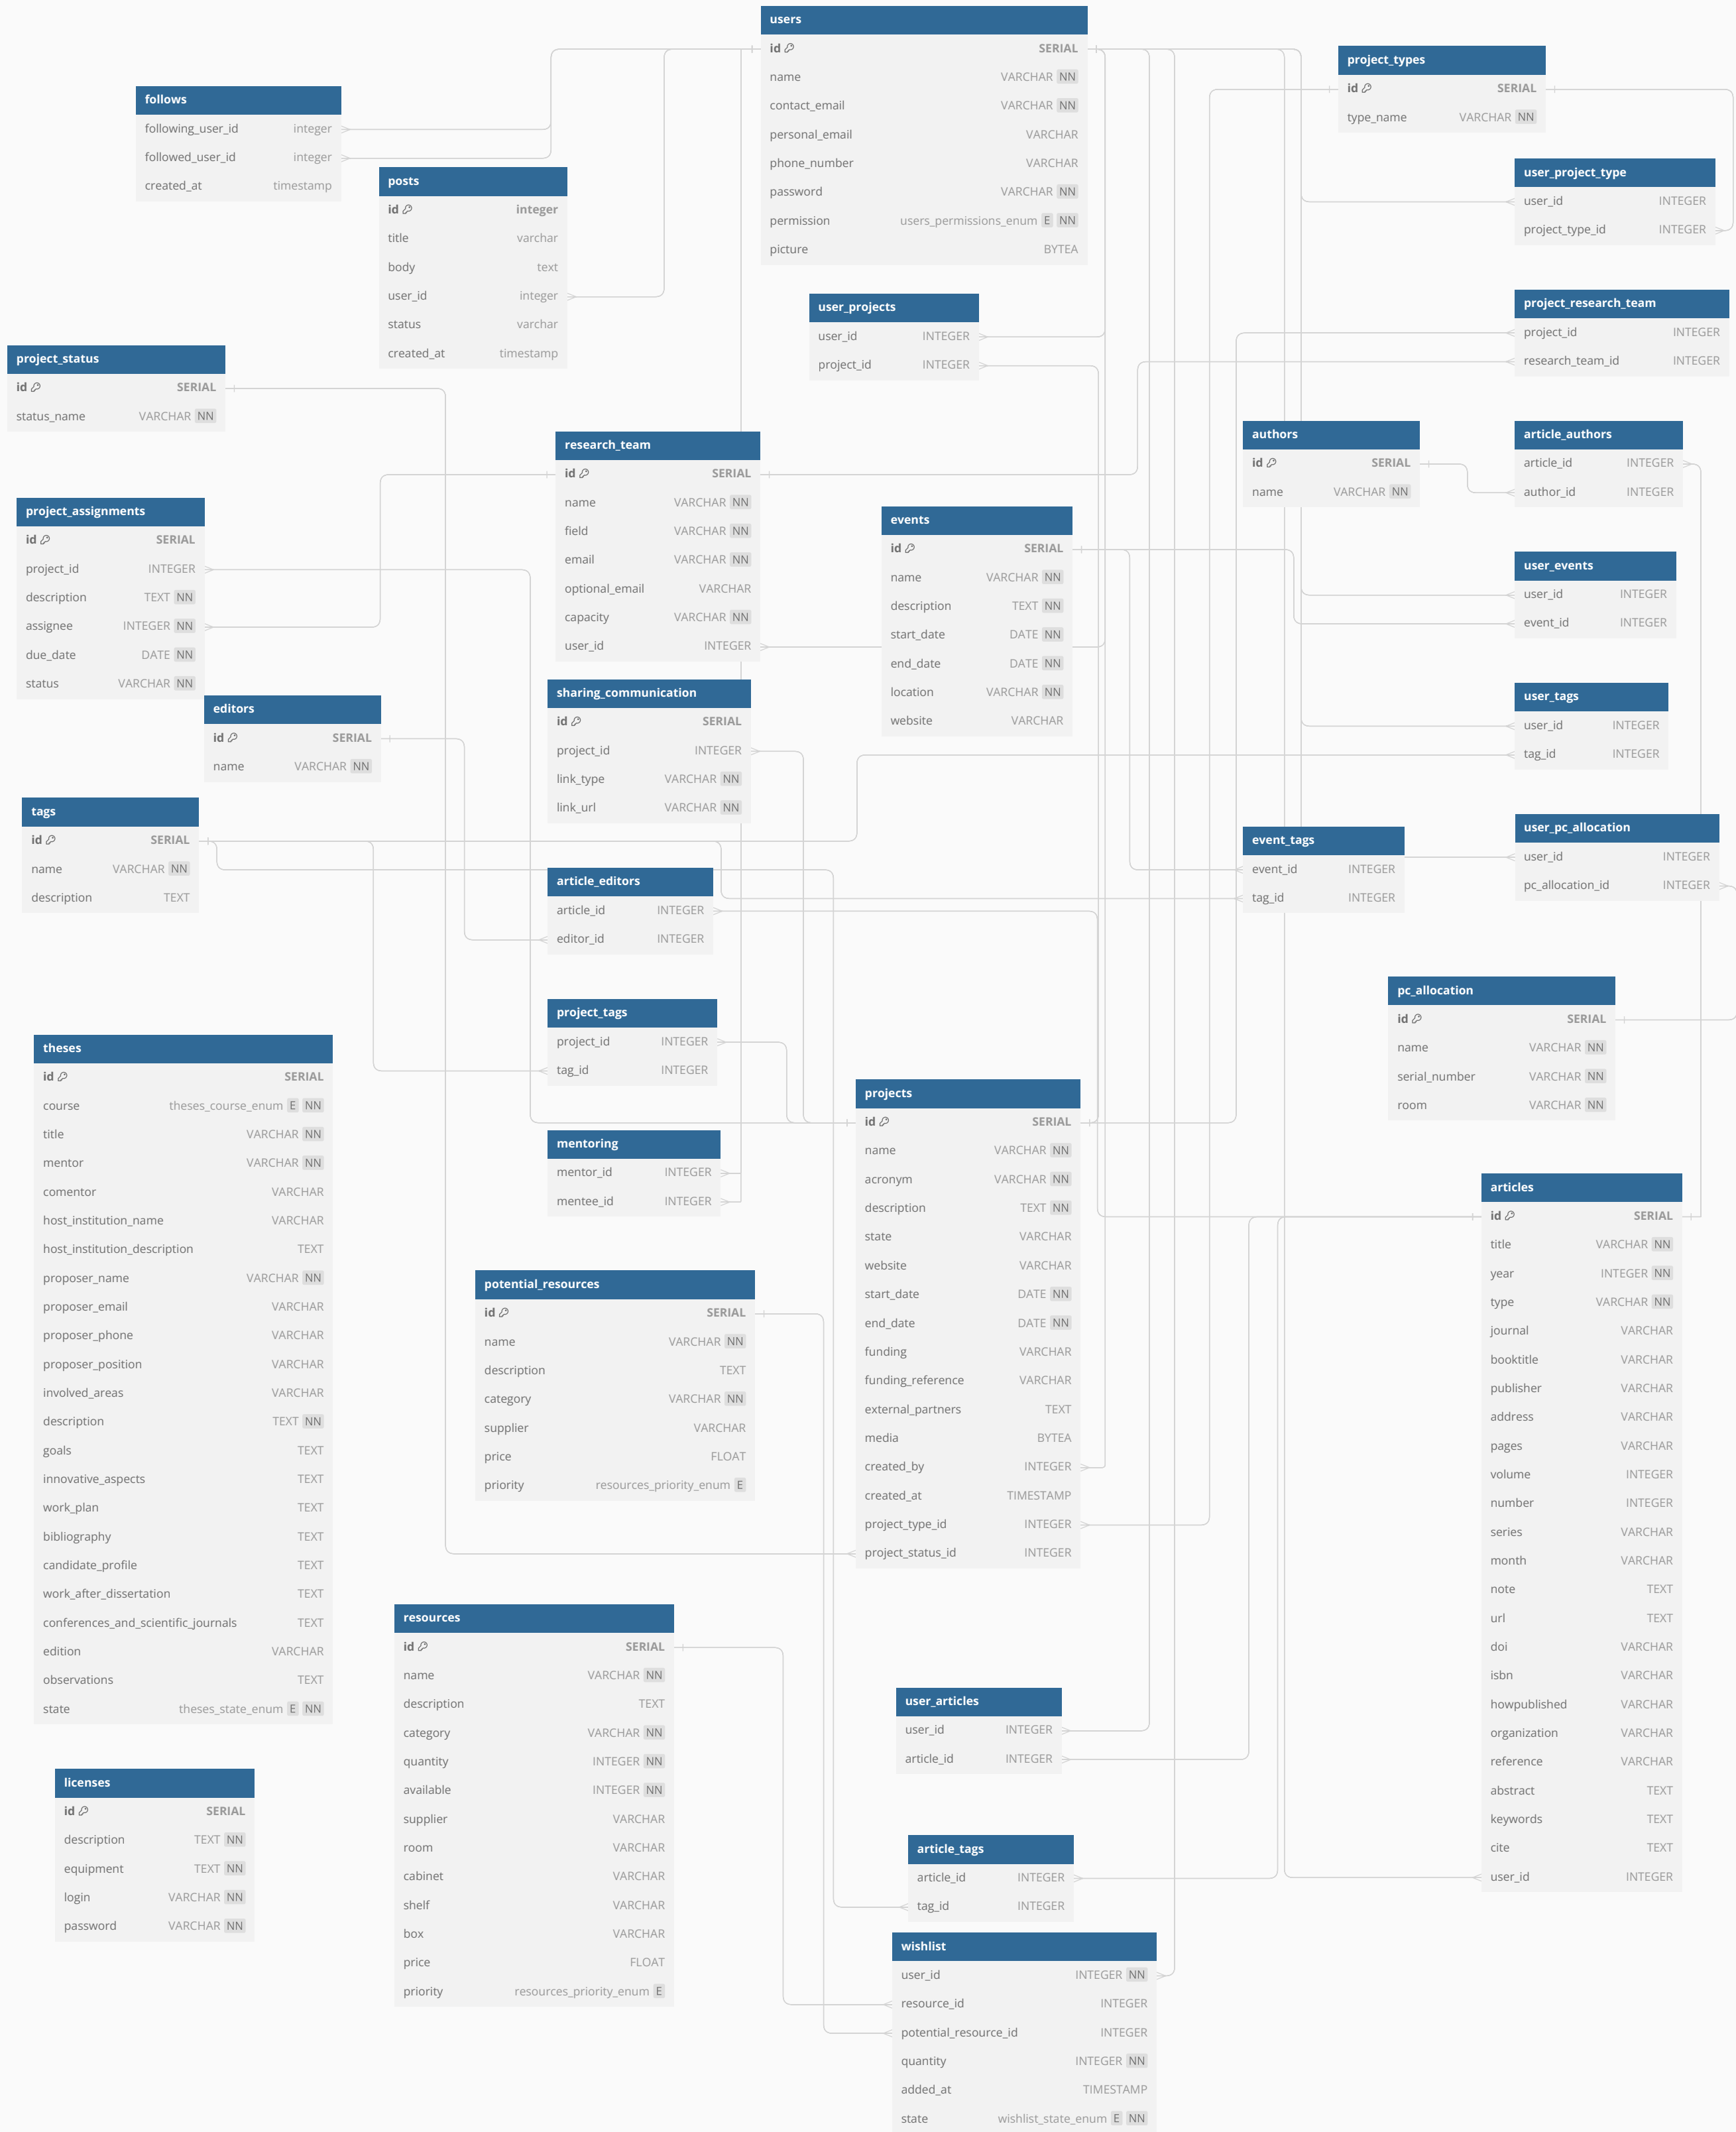 users
id SERIAL
name VARCHAR NN
contact_email VARCHAR NN
personal_email VARCHAR
phone_number VARCHAR
password VARCHAR NN
permission users_permissions_enum E NN
picture BYTEA
project_types
id SERIAL
type_name VARCHAR NN
follows
following_user_id integer
followed_user_id integer
created_at timestamp
posts
id integer
title varchar
body text
user_id integer
status varchar
created_at timestamp
user_project_type
user_id INTEGER
project_type_id INTEGER
user_projects
user_id INTEGER
project_id INTEGER
project_research_team
project_id INTEGER
research_team_id INTEGER
project_status
id SERIAL
status_name VARCHAR NN
research_team
id SERIAL
name VARCHAR NN
field VARCHAR NN
email VARCHAR NN
optional_email VARCHAR
capacity VARCHAR NN
user_id INTEGER
authors
id SERIAL
name VARCHAR NN
article_authors
article_id INTEGER
author_id INTEGER
project_assignments
id SERIAL
project_id INTEGER
description TEXT NN
assignee INTEGER NN
due_date DATE NN
status VARCHAR NN
events
id SERIAL
name VARCHAR NN
description TEXT NN
start_date DATE NN
end_date DATE NN
location VARCHAR NN
website VARCHAR
user_events
user_id INTEGER
event_id INTEGER
editors
id SERIAL
name VARCHAR NN
sharing_communication
id SERIAL
project_id INTEGER
link_type VARCHAR NN
link_url VARCHAR NN
user_tags
user_id INTEGER
tag_id INTEGER
tags
id SERIAL
name VARCHAR NN
description TEXT
article_editors
article_id INTEGER
editor_id INTEGER
event_tags
event_id INTEGER
tag_id INTEGER
user_pc_allocation
user_id INTEGER
pc_allocation_id INTEGER
pc_allocation
id SERIAL
name VARCHAR NN
serial_number VARCHAR NN
room VARCHAR NN
project_tags
project_id INTEGER
tag_id INTEGER
theses
id SERIAL
course theses_course_enum E NN
title VARCHAR NN
mentor VARCHAR NN
comentor VARCHAR
host_institution_name VARCHAR
host_institution_description TEXT
proposer_name VARCHAR NN
proposer_email VARCHAR
proposer_phone VARCHAR
proposer_position VARCHAR
involved_areas VARCHAR
description TEXT NN
goals TEXT
innovative_aspects TEXT
work_plan TEXT
bibliography TEXT
candidate_profile TEXT
work_after_dissertation TEXT
conferences_and_scientific_journals TEXT
edition VARCHAR
observations TEXT
state theses_state_enum E NN
mentoring
mentor_id INTEGER
mentee_id INTEGER
projects
id SERIAL
name VARCHAR NN
acronym VARCHAR NN
description TEXT NN
state VARCHAR
website VARCHAR
start_date DATE NN
end_date DATE NN
funding VARCHAR
funding_reference VARCHAR
external_partners TEXT
media BYTEA
created_by INTEGER
created_at TIMESTAMP
project_type_id INTEGER
project_status_id INTEGER
articles
id SERIAL
title VARCHAR NN
year INTEGER NN
type VARCHAR NN
journal VARCHAR
booktitle VARCHAR
publisher VARCHAR
address VARCHAR
pages VARCHAR
volume INTEGER
number INTEGER
series VARCHAR
month VARCHAR
note TEXT
url TEXT
doi VARCHAR
isbn VARCHAR
howpublished VARCHAR
organization VARCHAR
reference VARCHAR
abstract TEXT
keywords TEXT
cite TEXT
user_id INTEGER
potential_resources
id SERIAL
name VARCHAR NN
description TEXT
category VARCHAR NN
supplier VARCHAR
price FLOAT
priority resources_priority_enum E
resources
id SERIAL
name VARCHAR NN
description TEXT
category VARCHAR NN
quantity INTEGER NN
available INTEGER NN
supplier VARCHAR
room VARCHAR
cabinet VARCHAR
shelf VARCHAR
box VARCHAR
price FLOAT
priority resources_priority_enum E
user_articles
user_id INTEGER
article_id INTEGER
licenses
id SERIAL
description TEXT NN
equipment TEXT NN
login VARCHAR NN
password VARCHAR NN
article_tags
article_id INTEGER
tag_id INTEGER
wishlist
user_id INTEGER NN
resource_id INTEGER
potential_resource_id INTEGER
quantity INTEGER NN
added_at TIMESTAMP
state wishlist_state_enum E NN